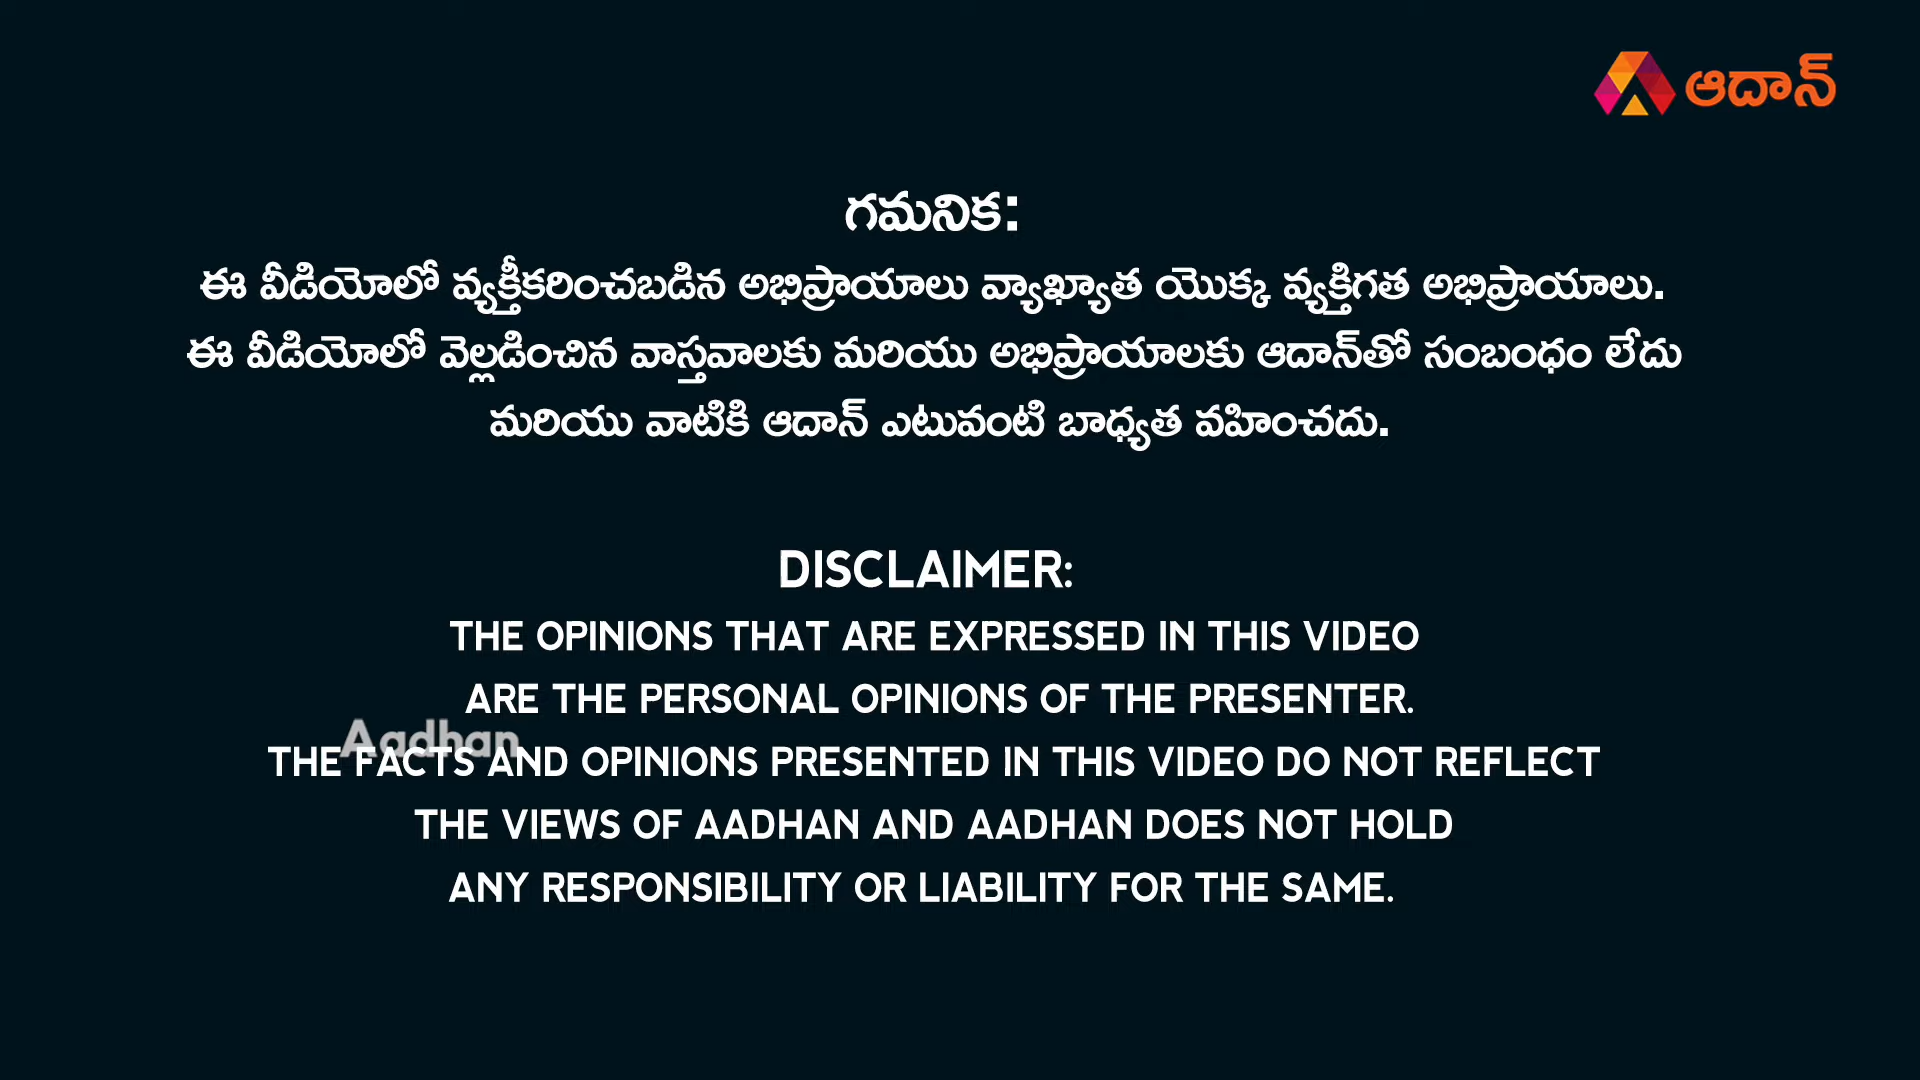 ఆదాన్
గమనిక:
ఈ వీడియోలో వ్యక్తీకరించబడిన అభిప్రాయాలు వ్యాఖ్యాత యొక్క వ్యక్తిగత అభిప్రాయాలు.
ఈ వీడియోలో వెల్లడించిన వాస్తవాలకు మరియు అభిప్రాయాలకు ఆదాన్‌తో సంబంధం లేదు
మరియు వాటికి ఆదాన్ ఎటువంటి బాధ్యత వహించదు.
DISCLAIMER:
THE OPINIONS THAT ARE EXPRESSED IN THIS VIDEO
ARE THE PERSONAL OPINIONS OF THE PRESENTER.
Aadhan
THE FACTS AND OPINIONS PRESENTED IN THIS VIDEO DO NOT REFLECT
THE VIEWS OF AADHAN AND AADHAN DOES NOT HOLD
ANY RESPONSIBILITY OR LIABILITY FOR THE SAME.